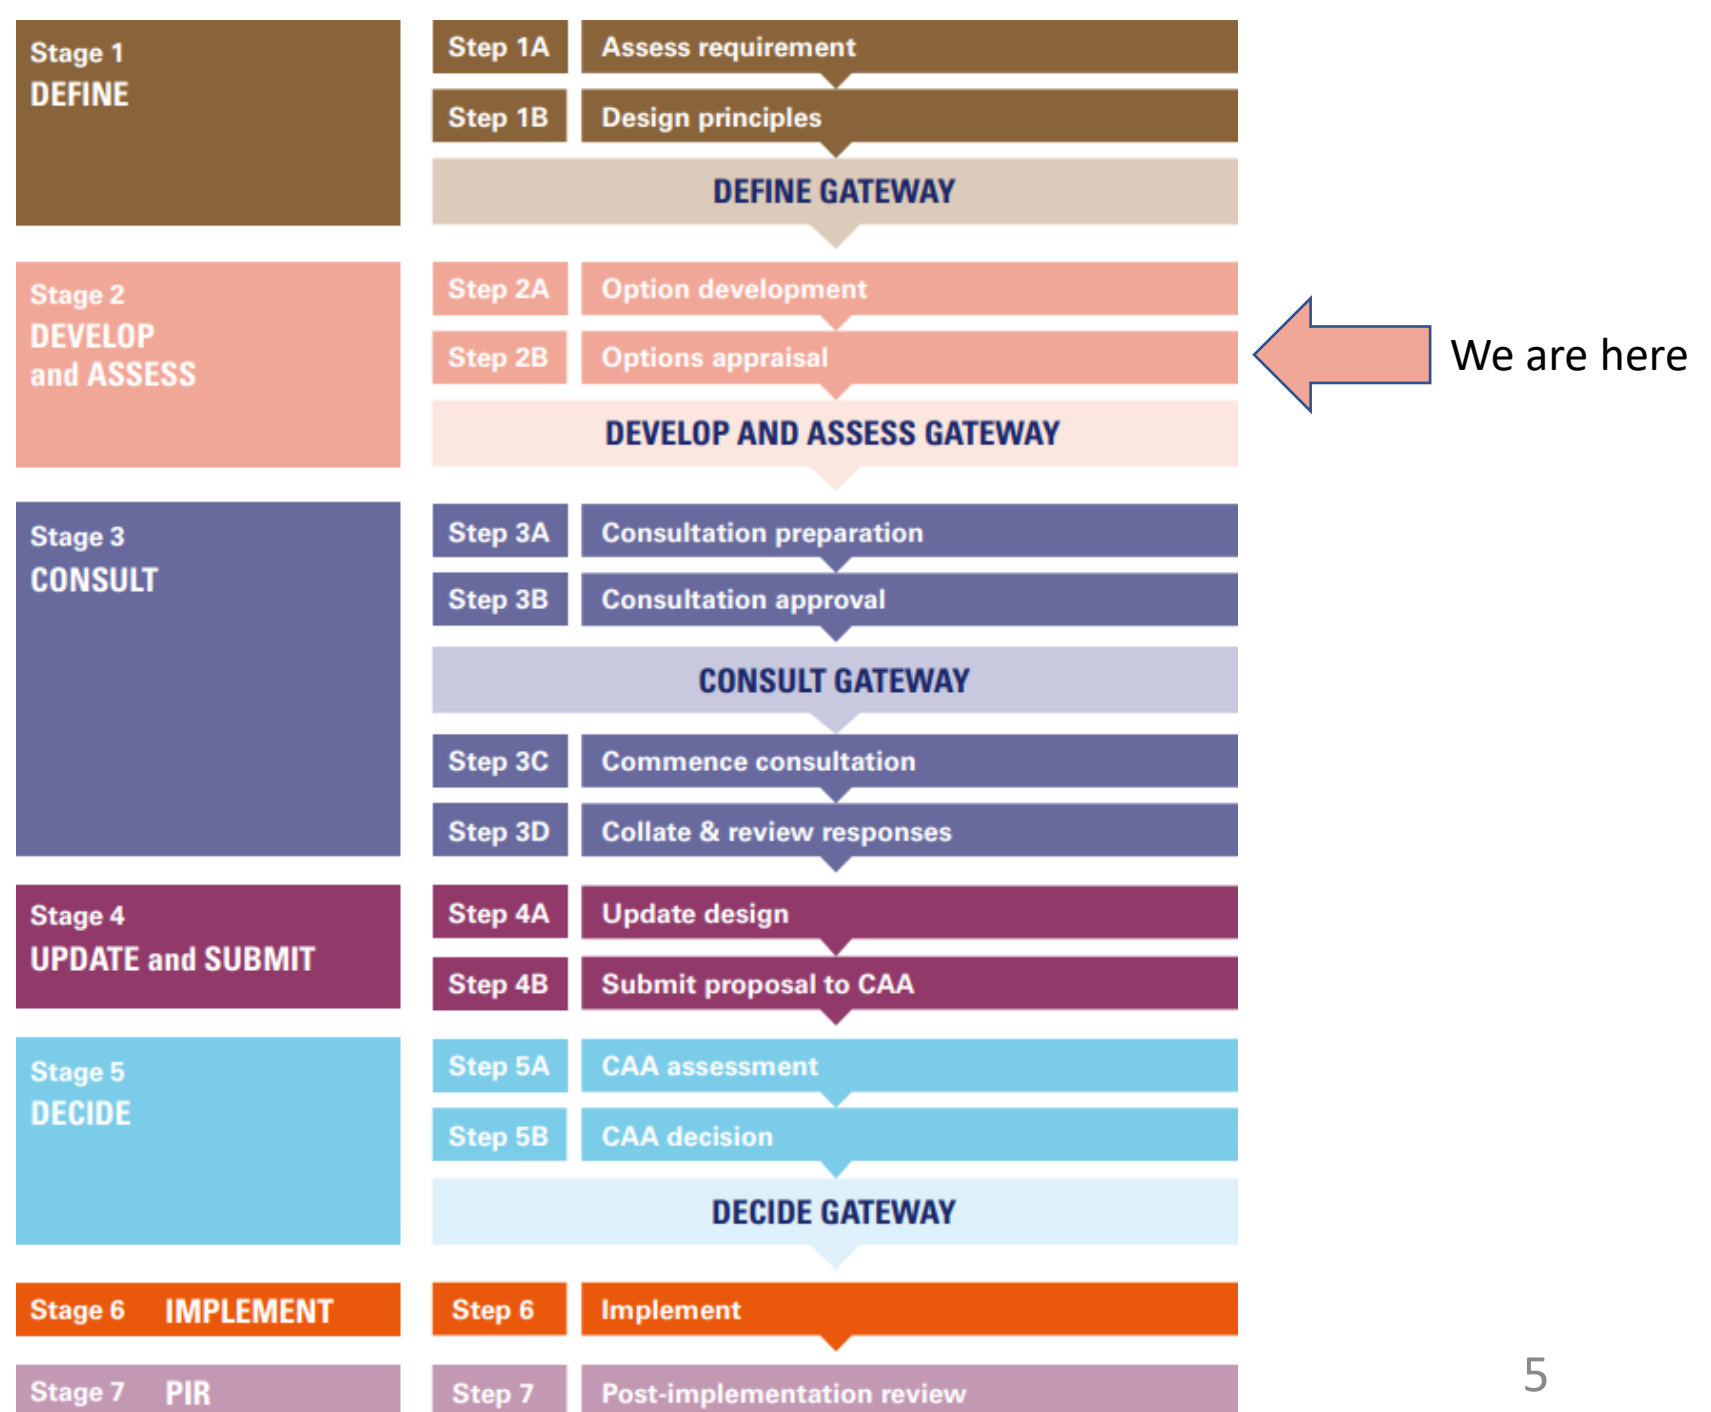 Stage 1
DEFINE
Step 1A Assess requirement
Step 1B Design principles
DEFINE GATEWAY
Stage 2
DEVELOP
and ASSESS
Step 2A Option development
Step 2B Options appraisal
We are here
DEVELOP AND ASSESS GATEWAY
Stage 3
CONSULT
Step 3A Consultation preparation
Step 3B Consultation approval
CONSULT GATEWAY
Step 3C Commence consultation
Step 3D Collate & review responses
Stage 4
UPDATE and SUBMIT
Step 4A Update design
Step 4B Submit proposal to CAA
Stage 5
DECIDE
Step 5A CAA assessment
Step 5B CAA decision
DECIDE GATEWAY
Stage 6 IMPLEMENT
Step 6 Implement
Stage 7 PIR
Step 7 Post-implementation review
5